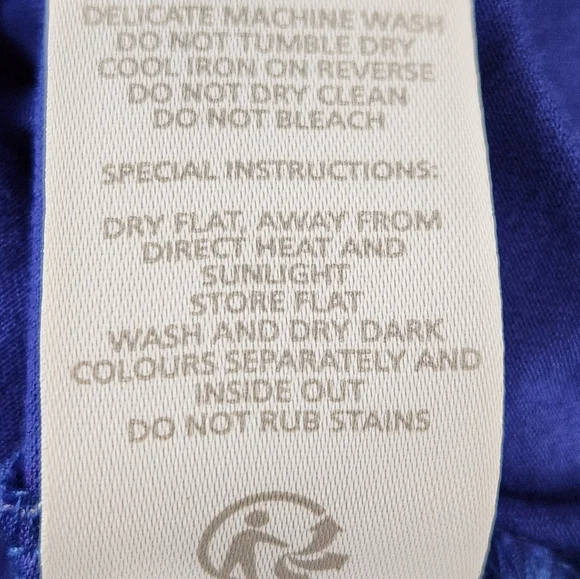 DELICATE MACHINE WASH
DO NOT TUMBLE DRY
COOL IRON ON REVERSE
DO NOT DRY CLEAN
DO NOT BLEACH
SPECIAL INSTRUCTIONS:
DRY FLAT, AWAY FROM
DIRECT HEAT AND
SUNLIGHT
STORE FLAT
WASH AND DRY DARK
COLOURS SEPARATELY AND
INSIDE OUT
DO NOT RUB STAINS